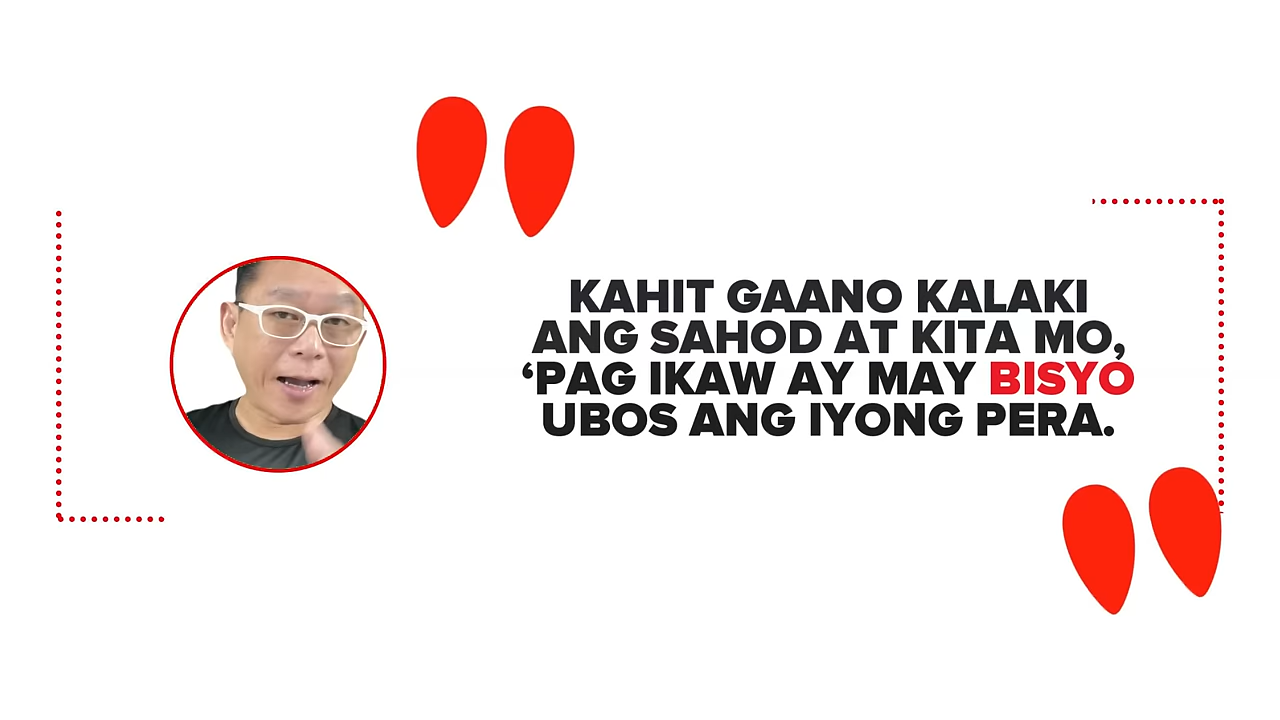 KAHIT GAANO KALAKI
ANG SAHOD AT KITA MO,
‘PAG IKAW AY MAY BISYO
UBOS ANG IYONG PERA.